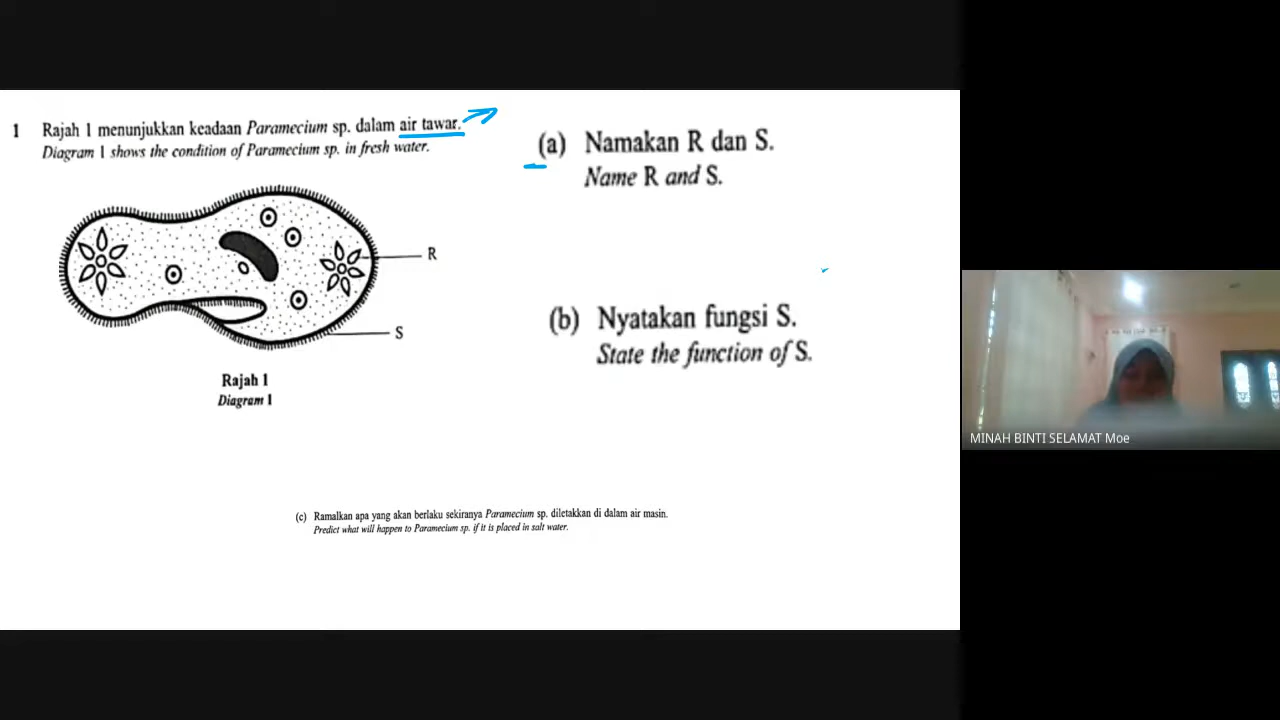 1 Rajah 1 menunjukkan keadaan Paramecium sp. dalam air tawar.
Diagram 1 shows the condition of Paramecium sp. in fresh water.
R
S
Rajah 1
Diagram 1
(a) Namakan R dan S.
Name R and S.
(b) Nyatakan fungsi S.
State the function of S.
(c) Ramalkan apa yang akan berlaku sekiranya Paramecium sp. diletakkan di dalam air masin.
Predict what will happen to Paramecium sp. if it is placed in salt water.
MINAH BINTI SELAMAT Moe